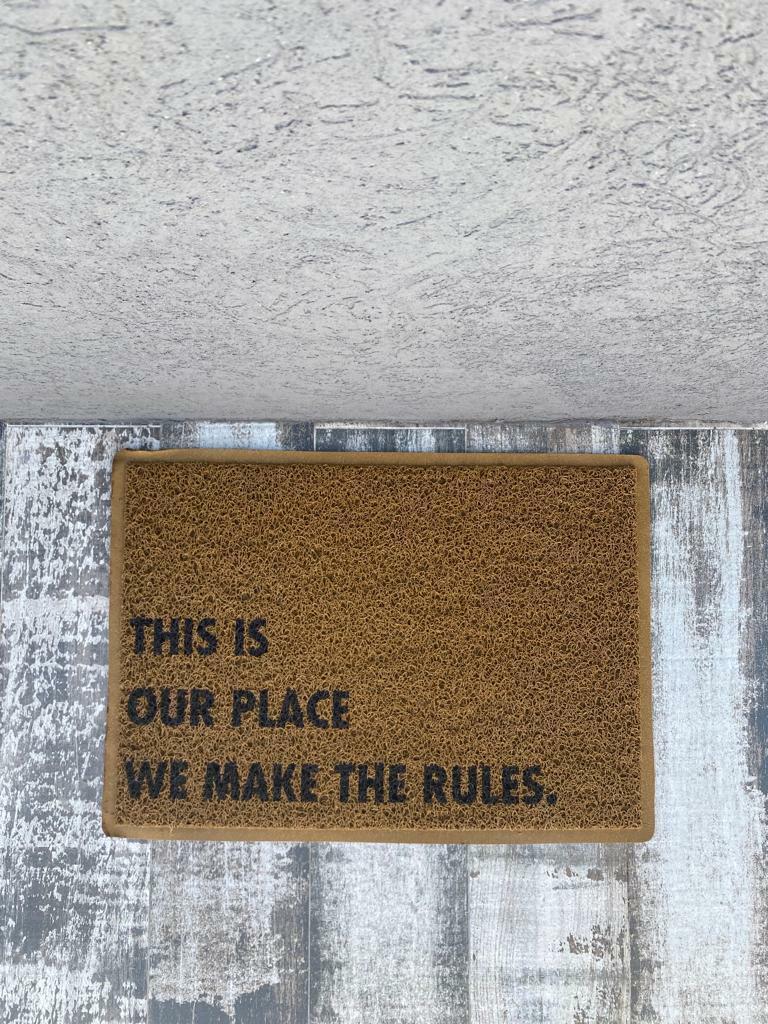 THIS IS
OUR PLACE
WE MAKE THE RULES.